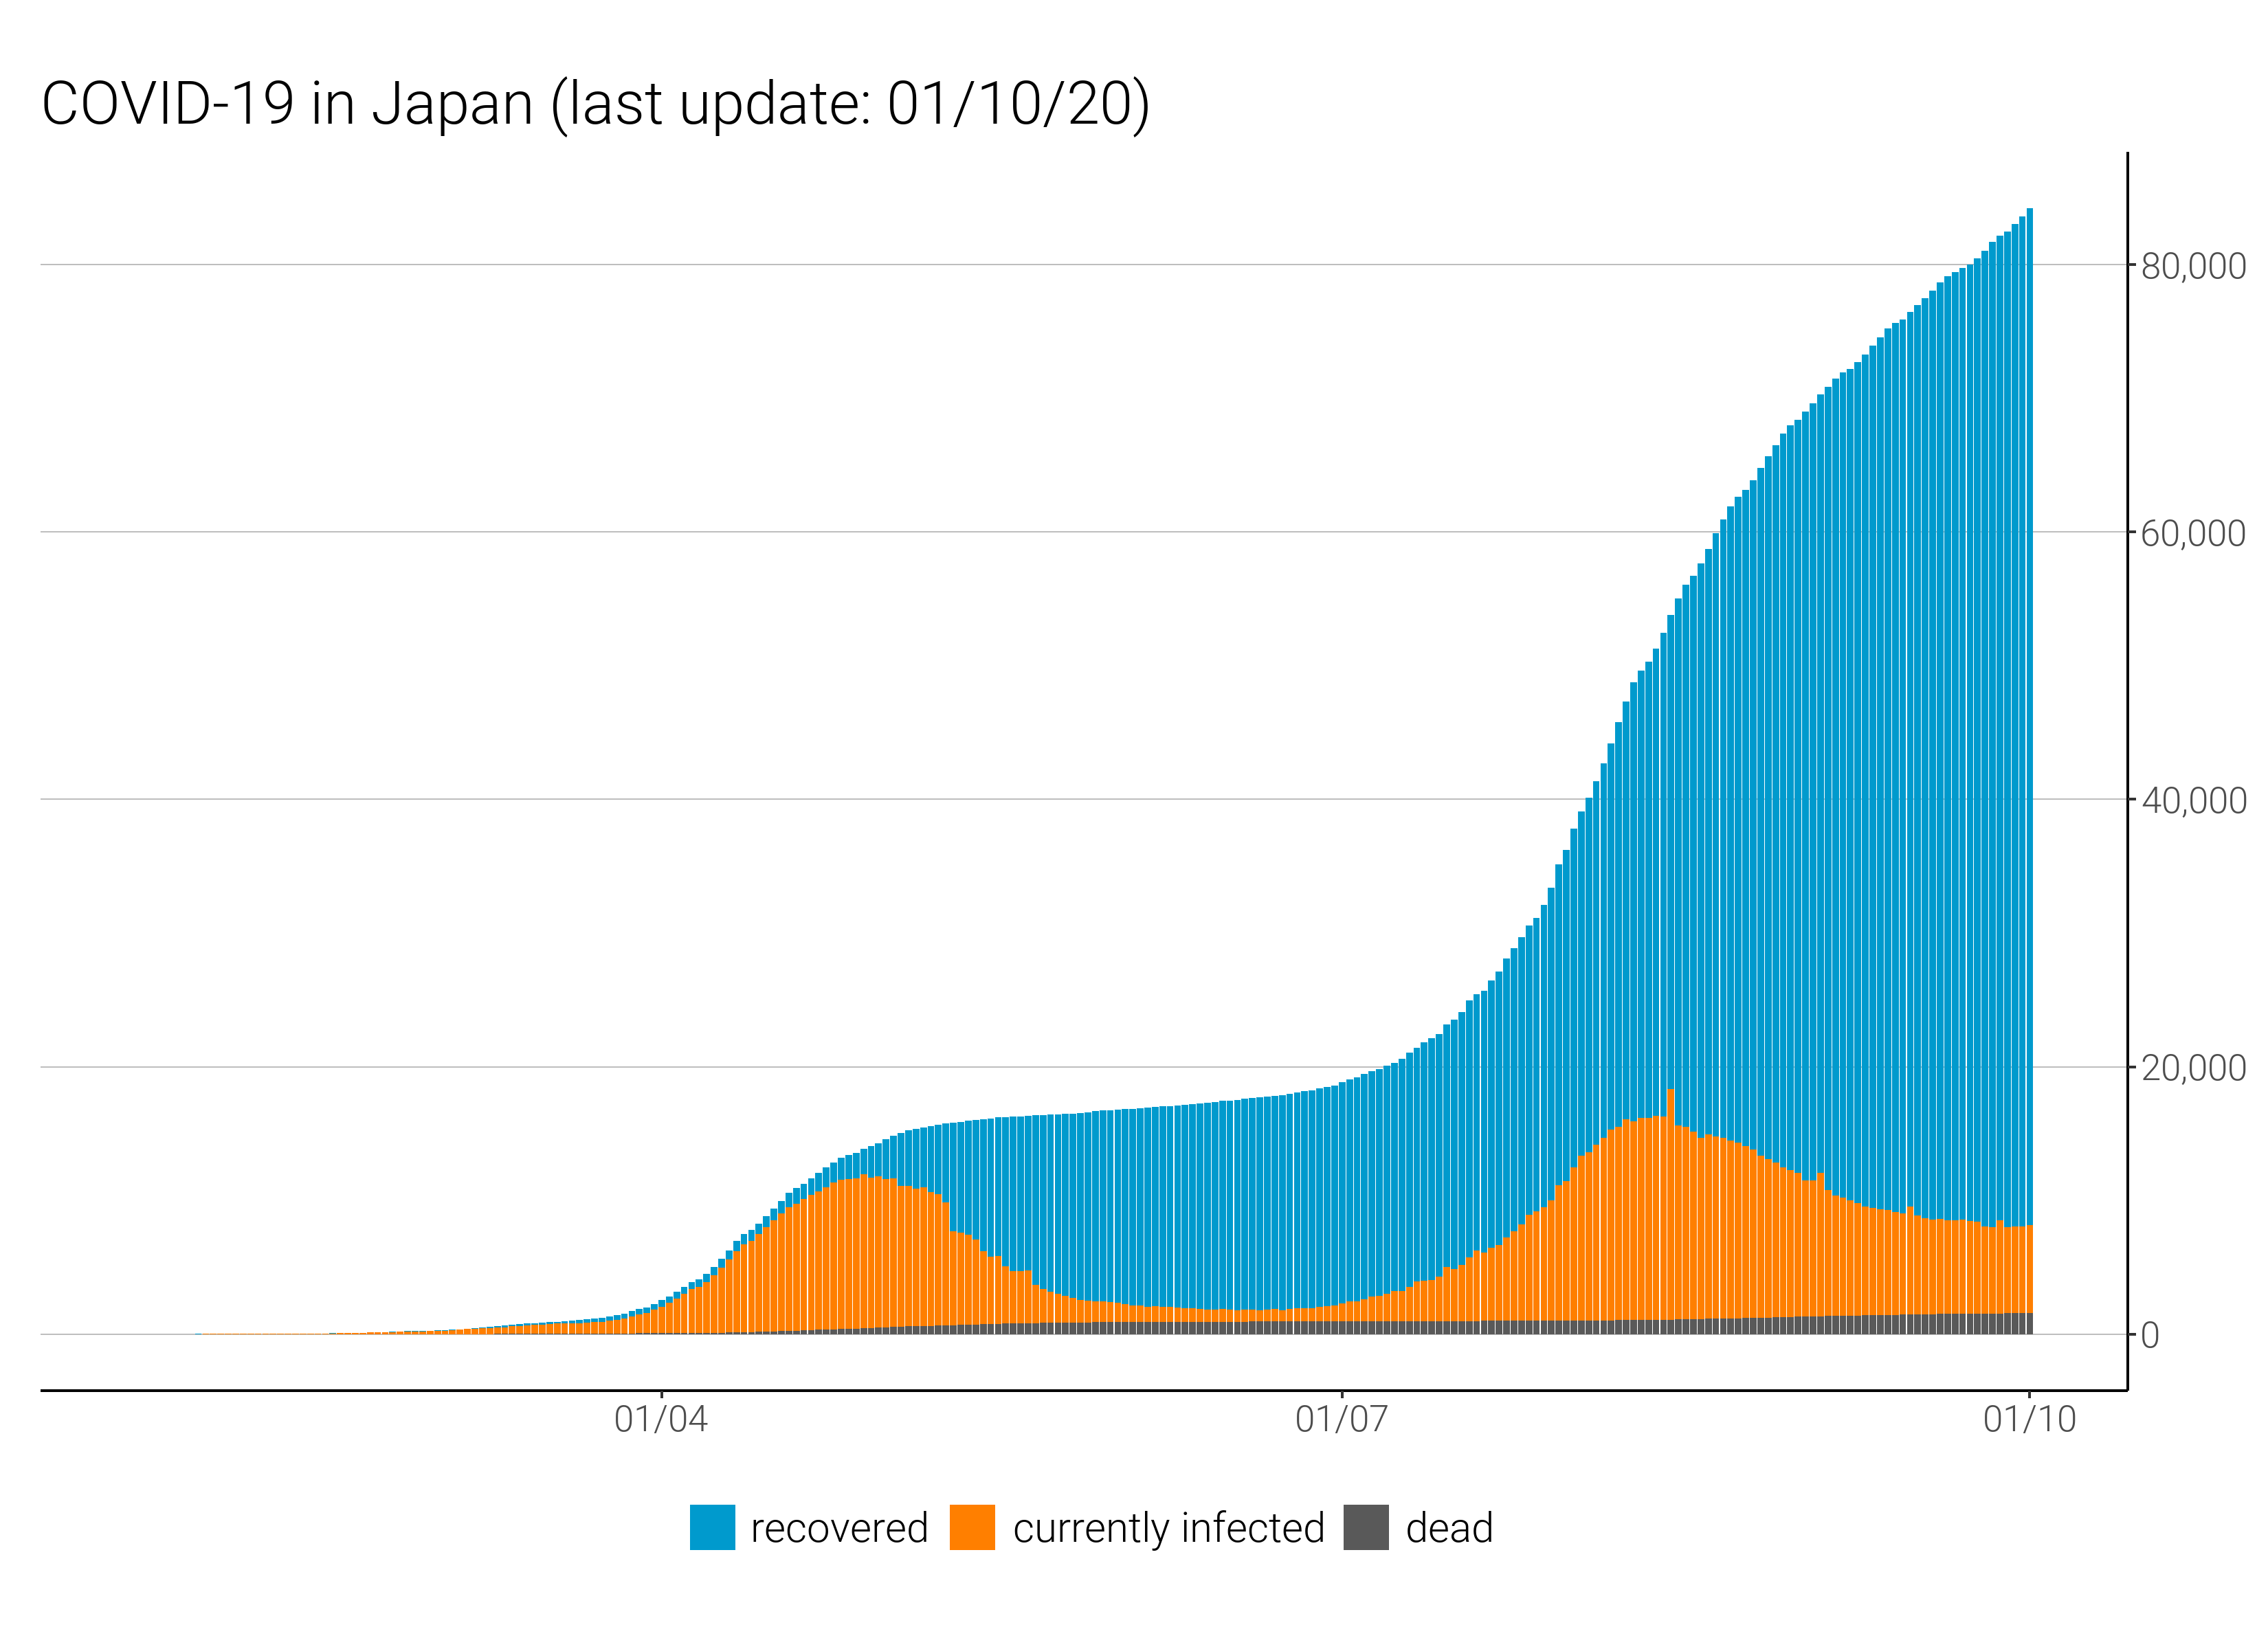 COVID-19 in Japan (last update: 01/10/20)
80,000
60,000
40,000
20,000
0
01/04 01/07 01/10
recovered currently infected dead